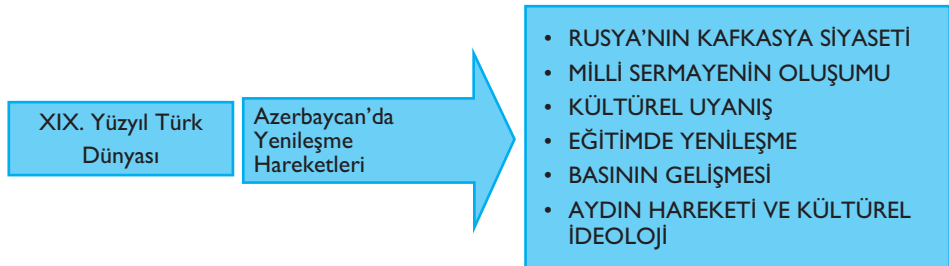 XIX. Yüzyıl Türk
Dünyası
Azerbaycan’da
Yenileşme
Hareketleri
• RUSYA’NIN KAFKASYA SİYASETİ
• MİLLİ SERMAYENİN OLUŞUMU
• KÜLTÜREL UYANIŞ
• EĞİTİMDE YENİLEŞME
• BASININ GELİŞMESİ
• AYDIN HAREKETİ VE KÜLTÜREL
İDEOLOJİ